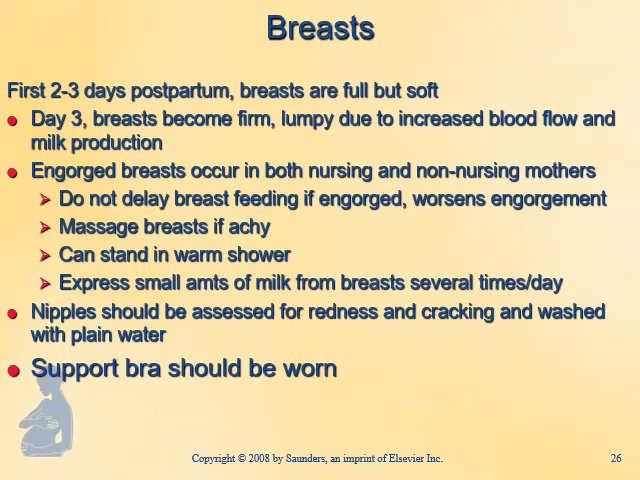 Breasts
First 2-3 days postpartum, breasts are full but soft
Day 3, breasts become firm, lumpy due to increased blood flow and
milk production
Engorged breasts occur in both nursing and non-nursing mothers
Do not delay breast feeding if engorged, worsens engorgement
Massage breasts if achy
Can stand in warm shower
Express small amts of milk from breasts several times/day
Nipples should be assessed for redness and cracking and washed
with plain water
Support bra should be worn
Copyright © 2008 by Saunders, an imprint of Elsevier Inc.
26